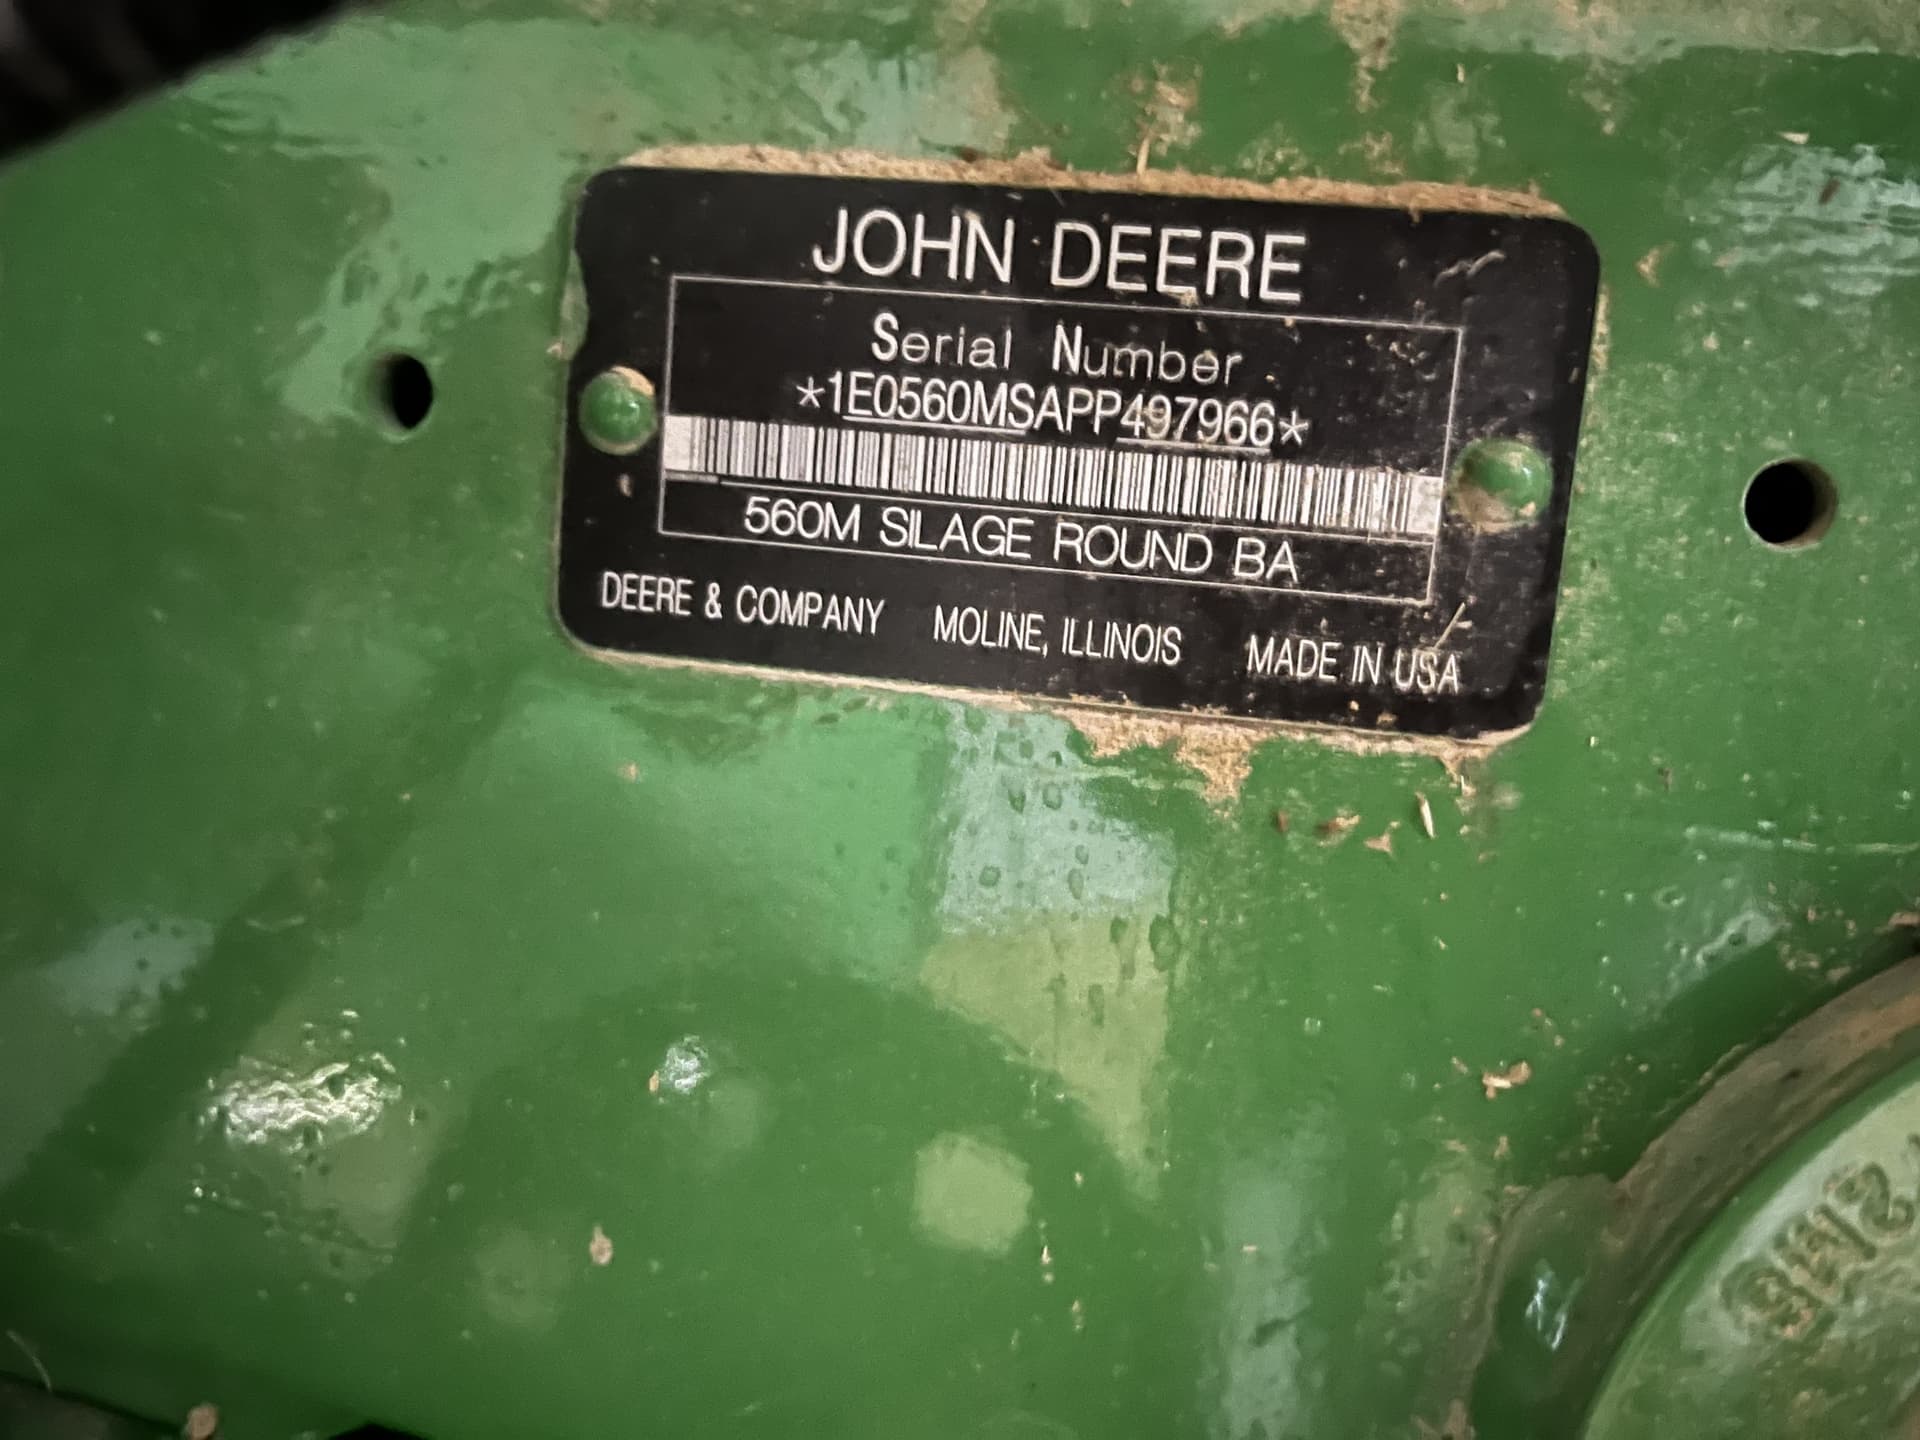 JOHN DEERE
Serial Number
*1E0560MSAPP497966*
560M SILAGE ROUND BA
DEERE & COMPANY MOLINE, ILLINOIS MADE IN USA